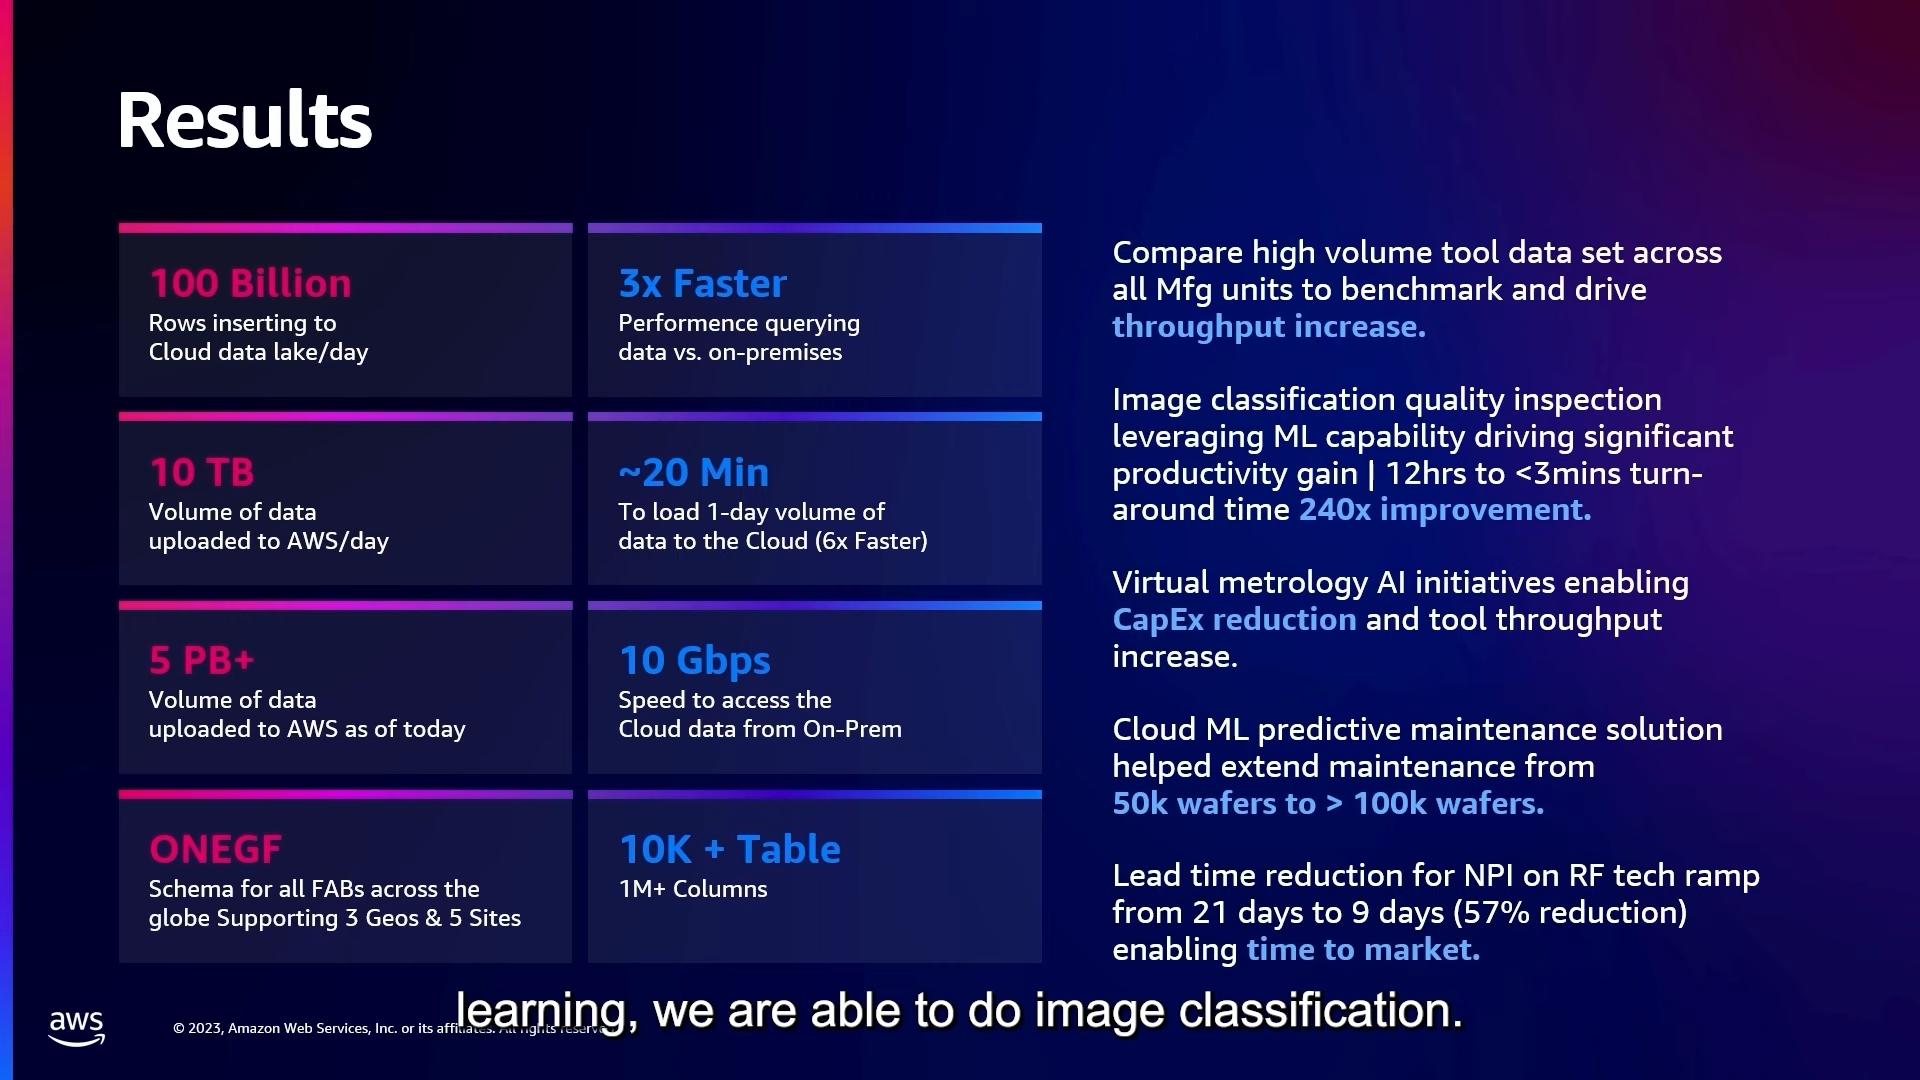 Results
100 Billion
Rows inserting to
Cloud data lake/day
3x Faster
Performence querying
data vs. on-premises
10 TB
Volume of data
uploaded to AWS/day
~20 Min
To load 1-day volume of
data to the Cloud (6x Faster)
5 PB+
Volume of data
uploaded to AWS as of today
10 Gbps
Speed to access the
Cloud data from On-Prem
ONEGF
Schema for all FABs across the
globe Supporting 3 Geos & 5 Sites
10K + Table
1M+ Columns
Compare high volume tool data set across
all Mfg units to benchmark and drive
throughput increase.
Image classification quality inspection
leveraging ML capability driving significant
productivity gain | 12hrs to <3mins turn-
around time 240x improvement.
Virtual metrology AI initiatives enabling
CapEx reduction and tool throughput
increase.
Cloud ML predictive maintenance solution
helped extend maintenance from
50k wafers to > 100k wafers.
Lead time reduction for NPI on RF tech ramp
from 21 days to 9 days (57% reduction)
enabling time to market.
learning, we are able to do image classification.
aws
© 2023, Amazon Web Services, Inc. or its affiliates. All rights